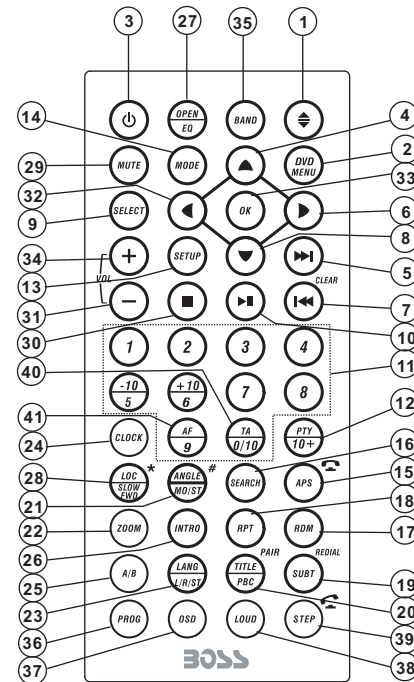 3 27 35 1
OPEN EQ BAND
14 4
29 MUTE MODE DVD MENU 2
32 33
9 SELECT OK 6
8
34 + SETUP 5
13 VOL CLEAR
31 − 7
30 10
1 2 3 4
40 11
-10 5 +10 6 7 8
41 12
24 CLOCK AF 9 TA 0/10 PTY 10+
16
28 LOC SLOW FWD * ANGLE MO/ST # SEARCH APS 15
21 18
22 ZOOM INTRO RPT RDM 17
26 PAIR REDIAL
25 A/B LANG L/R/ST TITLE PBC SUBT 19
23 20
36 PROG OSD LOUD STEP 39
37 38
BOSS